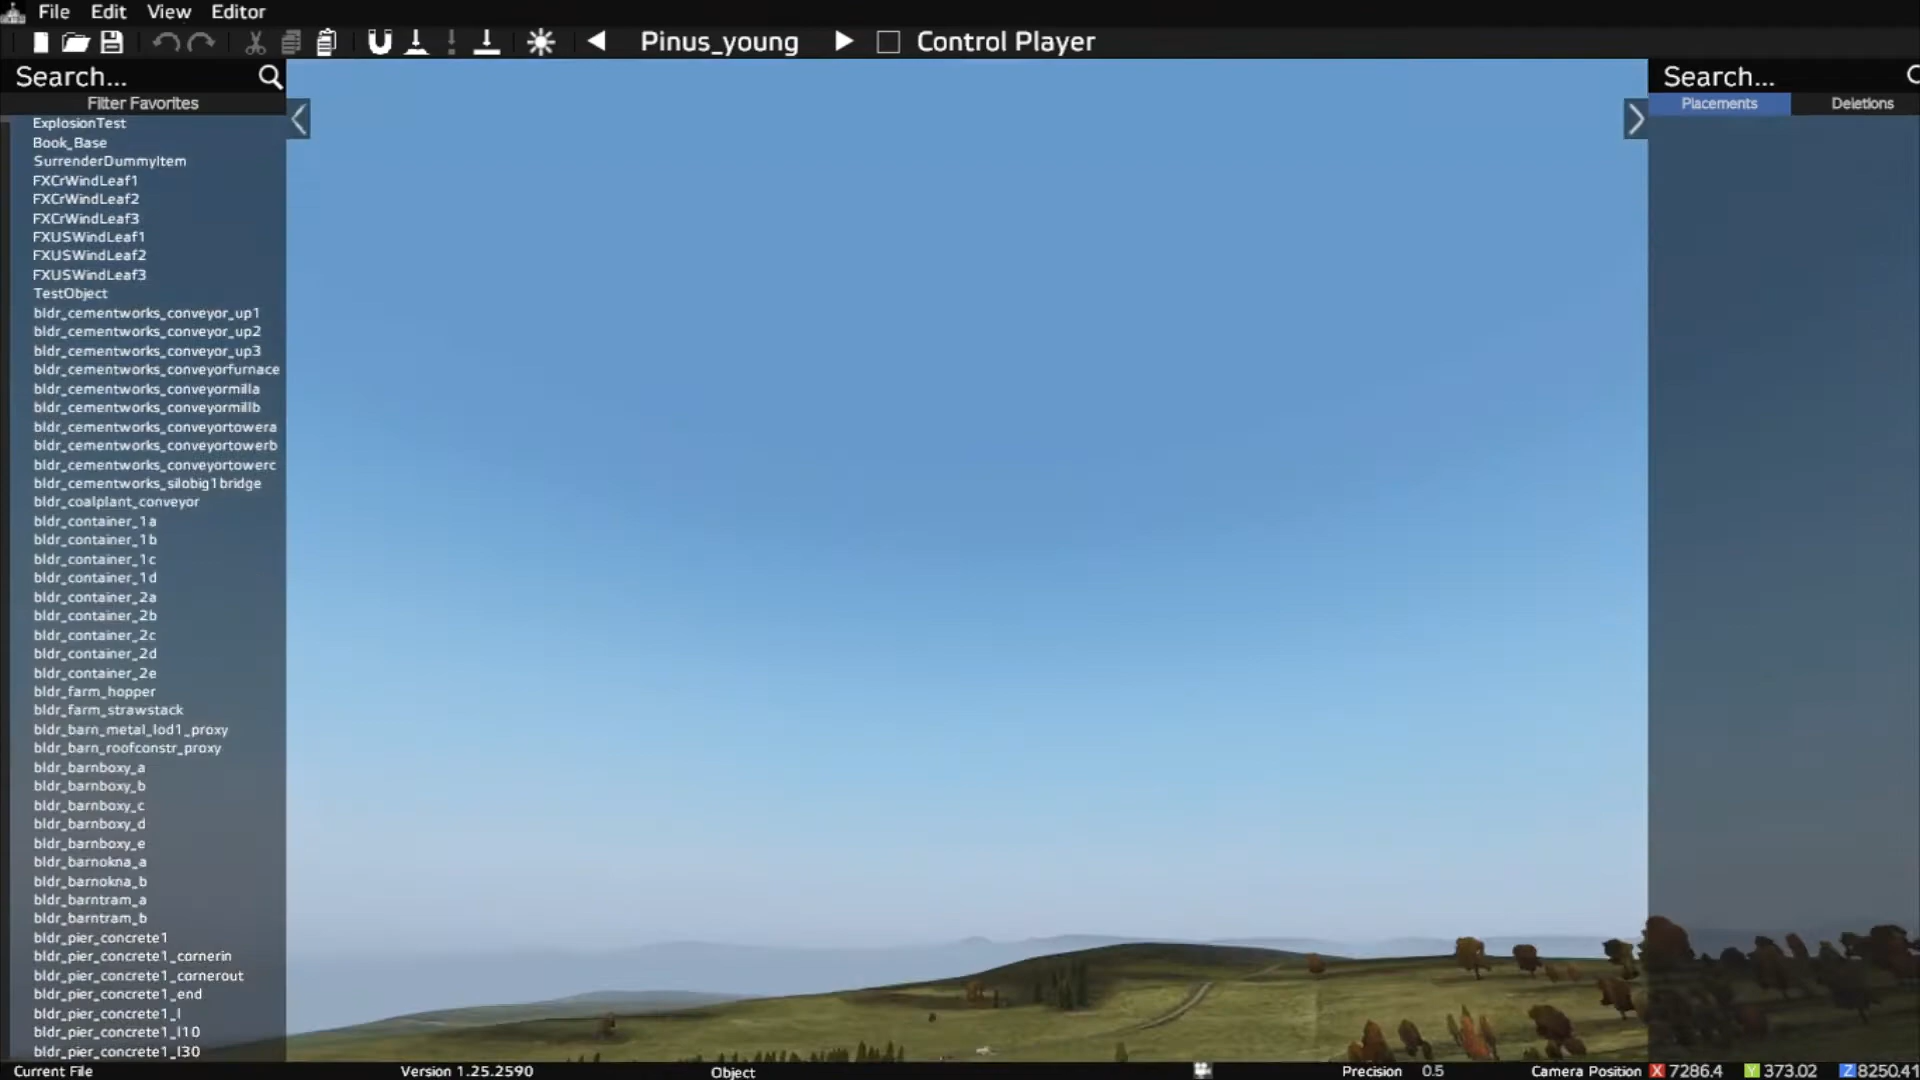 File Edit View Editor
Pinus_young Control Player
Search... Search...
Filter Favorites Placements Deletions
ExplosionTest
Book_Base
SurrenderDummyItem
FXCrWindLeaf1
FXCrWindLeaf2
FXCrWindLeaf3
FXUSWindLeaf1
FXUSWindLeaf2
FXUSWindLeaf3
TestObject
bldr_cementworks_conveyor_up1
bldr_cementworks_conveyor_up2
bldr_cementworks_conveyor_up3
bldr_cementworks_conveyorfurnace
bldr_cementworks_conveyormilla
bldr_cementworks_conveyormillb
bldr_cementworks_conveyortowera
bldr_cementworks_conveyortowerb
bldr_cementworks_conveyortowerc
bldr_cementworks_silobig1bridge
bldr_coalplant_conveyor
bldr_container_1a
bldr_container_1b
bldr_container_1c
bldr_container_1d
bldr_container_2a
bldr_container_2b
bldr_container_2c
bldr_container_2d
bldr_container_2e
bldr_farm_hopper
bldr_farm_strawstack
bldr_barn_metal_lod1_proxy
bldr_barn_roofconstr_proxy
bldr_barnboxy_a
bldr_barnboxy_b
bldr_barnboxy_c
bldr_barnboxy_d
bldr_barnboxy_e
bldr_barnokna_a
bldr_barnokna_b
bldr_barntram_a
bldr_barntram_b
bldr_pier_concrete1
bldr_pier_concrete1_cornerin
bldr_pier_concrete1_cornerout
bldr_pier_concrete1_end
bldr_pier_concrete1_l
bldr_pier_concrete1_l10
bldr_pier_concrete1_l30
Current File Version 1.25.2590 Object Precision 0.5 Camera Position X 7286.4 Y 373.02 Z 8250.41